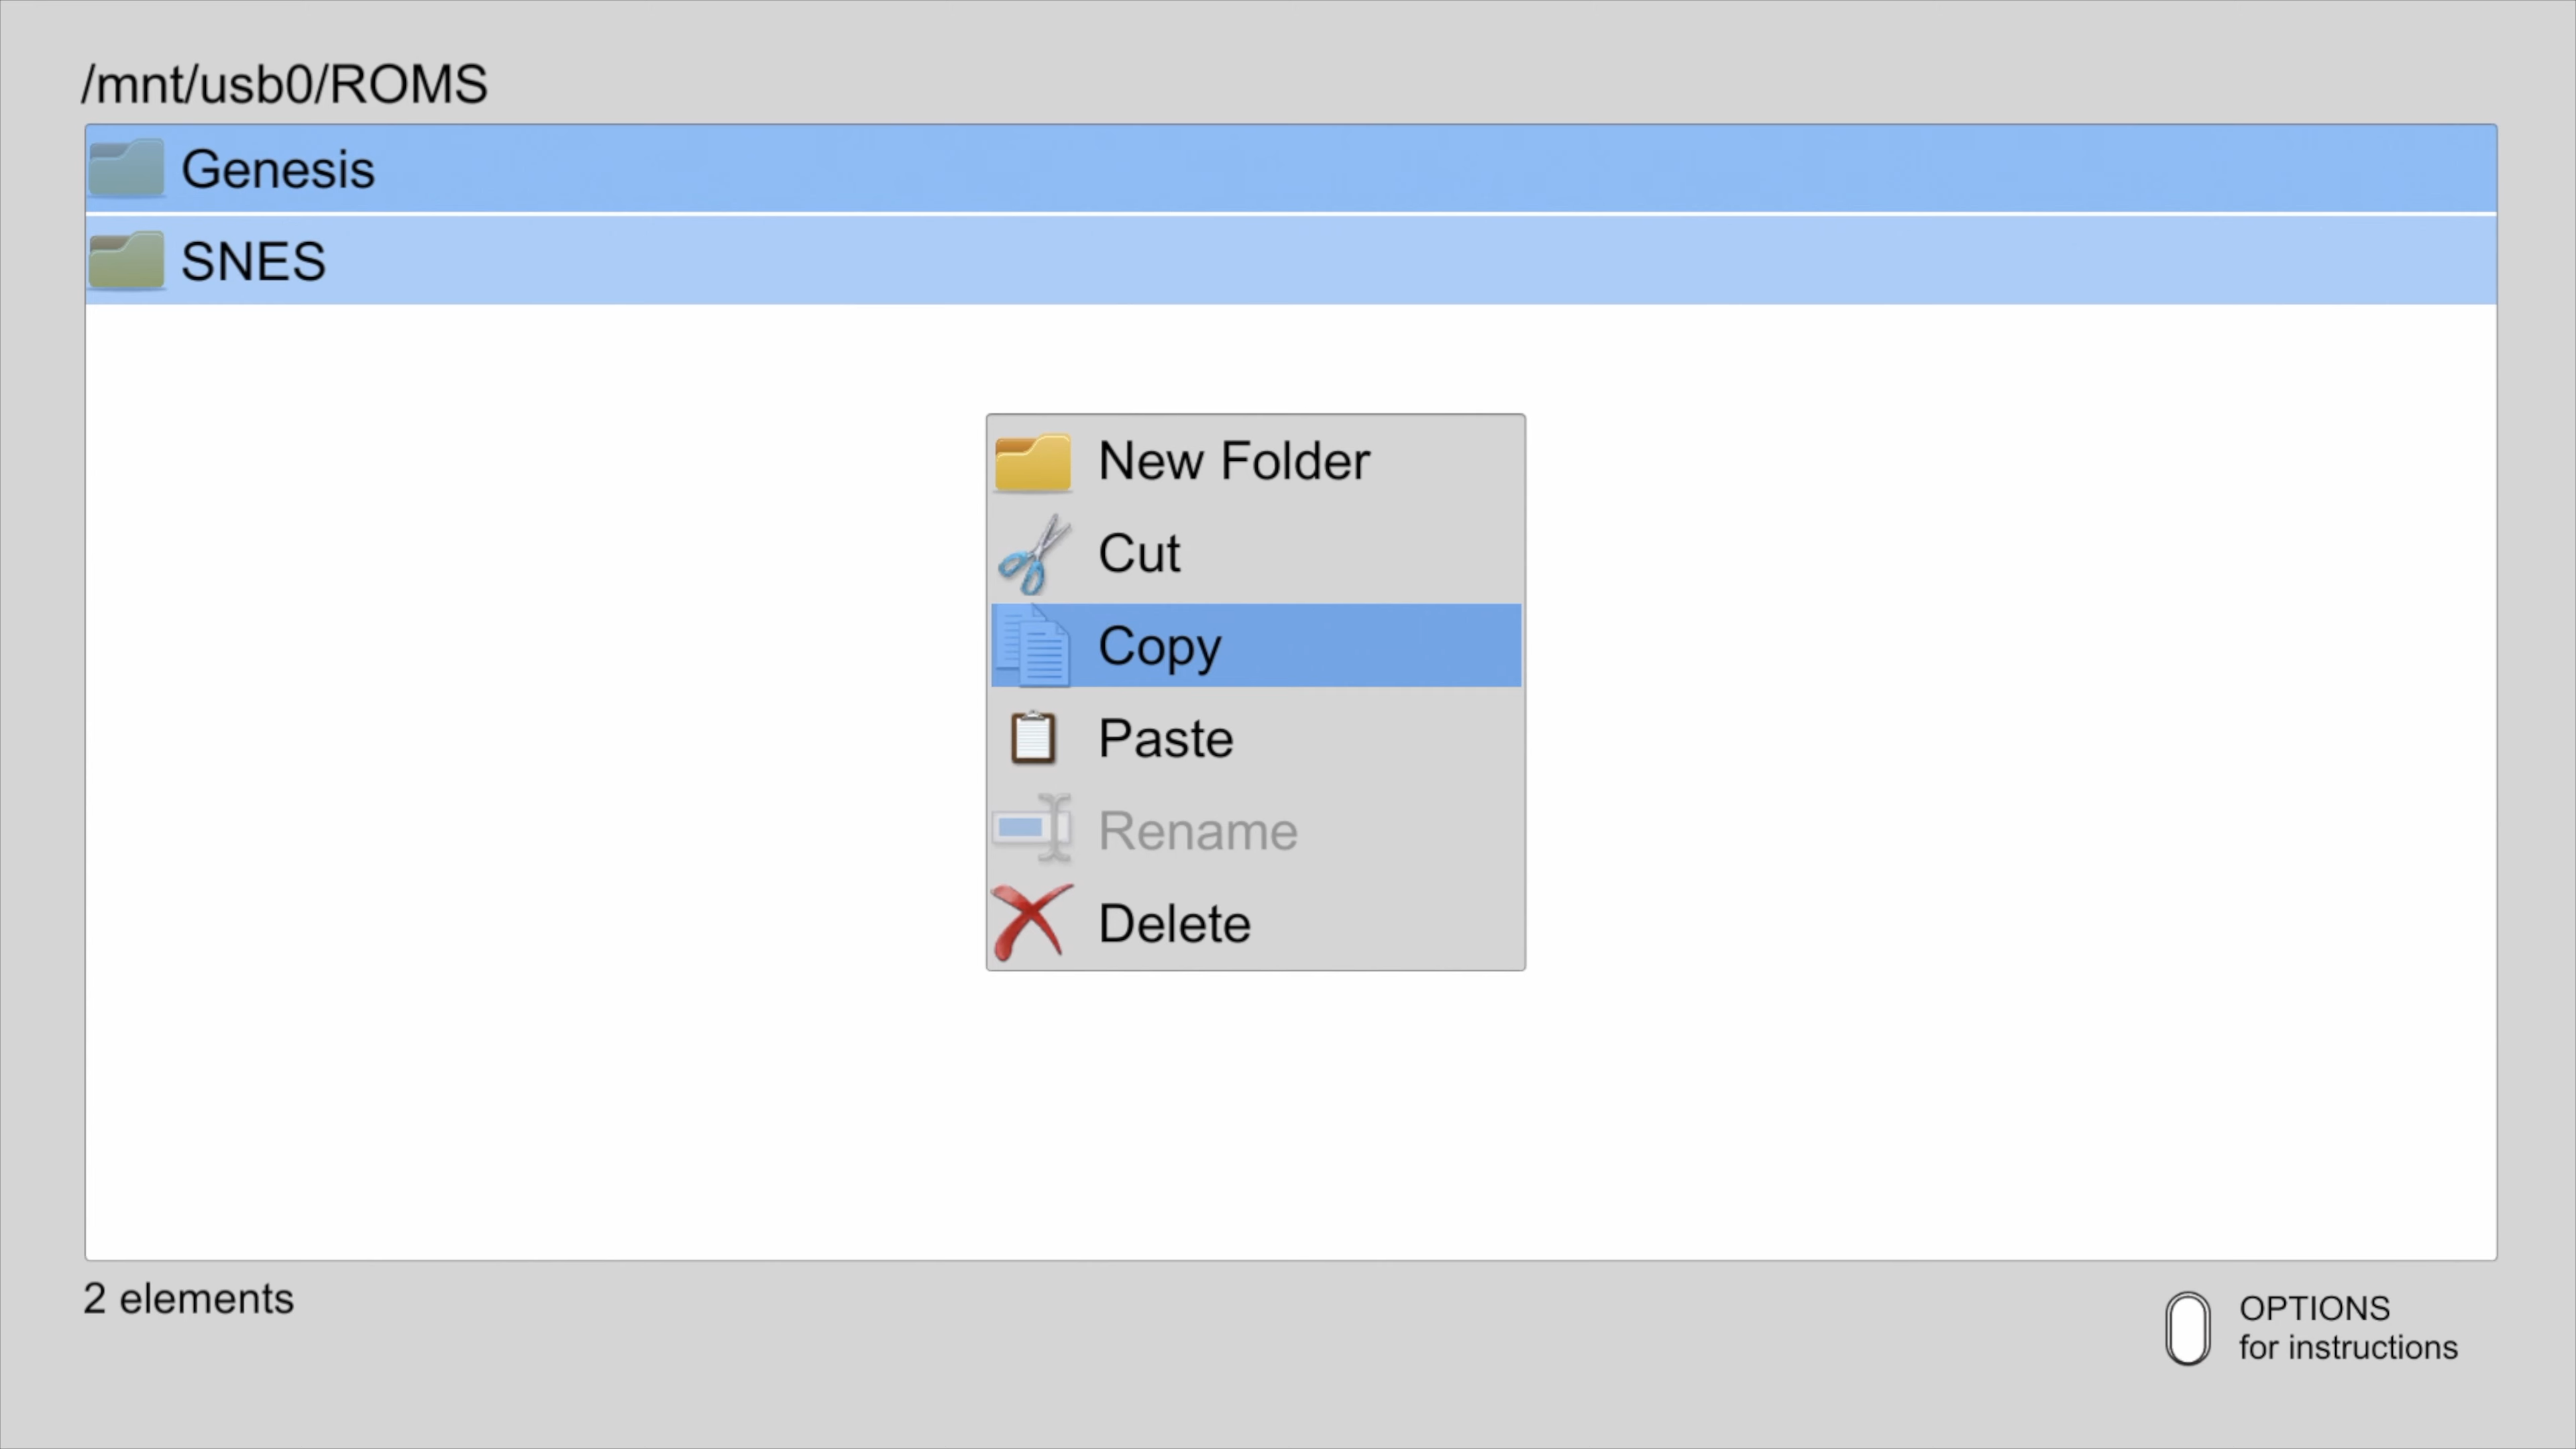 /mnt/usb0/ROMS
Genesis
SNES
New Folder
Cut
Copy
Paste
Rename
Delete
2 elements
OPTIONS
for instructions